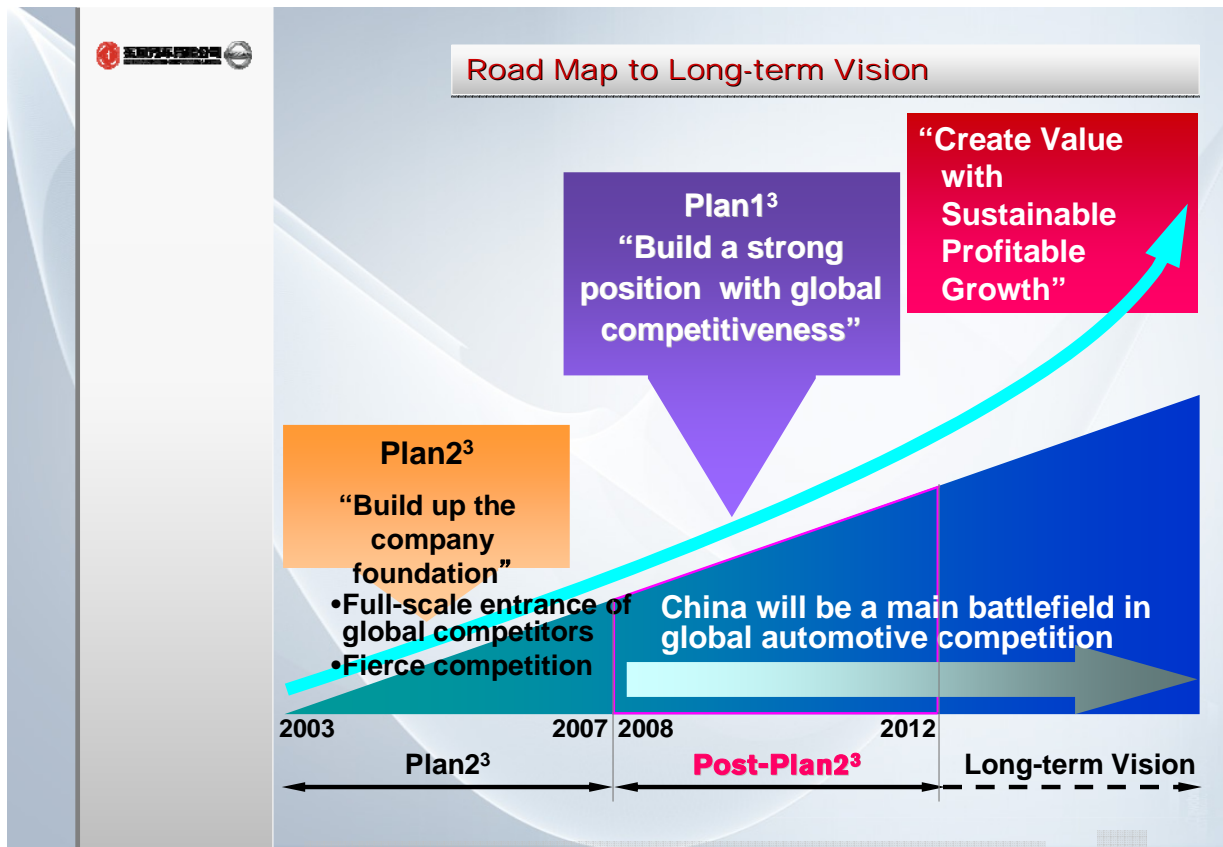 Road Map to Long-term Vision
“Create Value
with
Sustainable
Profitable
Growth”
Plan1³
“Build a strong
position with global
competitiveness”
Plan2³
“Build up the
company
foundation”
•Full-scale entrance of
global competitors
•Fierce competition
China will be a main battlefield in
global automotive competition
2003
2007
2008
2012
Plan2³
Post-Plan2³
Long-term Vision